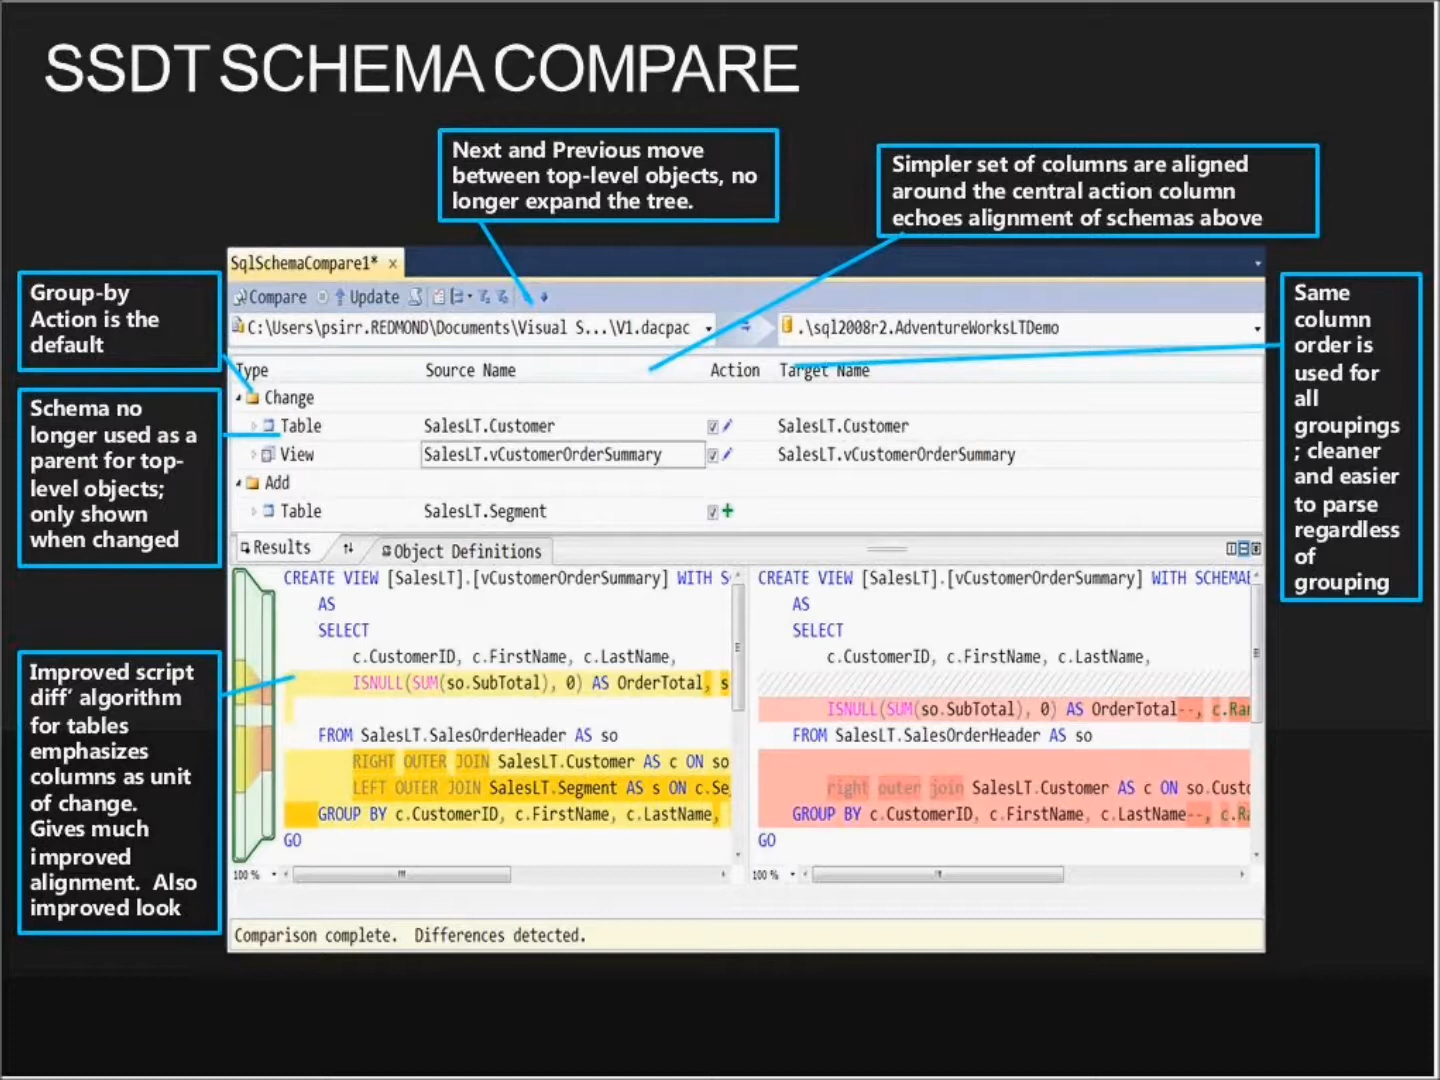 SSDT SCHEMA COMPARE
Next and Previous move
between top-level objects, no
longer expand the tree.
Simpler set of columns are aligned
around the central action column
echoes alignment of schemas above
Group-by
Action is the
default
Schema no
longer used as a
parent for top-
level objects;
only shown
when changed
Improved script
diff’ algorithm
for tables
emphasizes
columns as unit
of change.
Gives much
improved
alignment. Also
improved look
Same
column
order is
used for
all
groupings
; cleaner
and easier
to parse
regardless
of
grouping
SqlSchemaCompare1* ×
Compare Update
C:\Users\psirr.REDMOND\Documents\Visual S...\V1.dacpac .\sql2008r2.AdventureWorksLTDemo
Type Source Name Action Target Name
Change
Table SalesLT.Customer SalesLT.Customer
View SalesLT.vCustomerOrderSummary SalesLT.vCustomerOrderSummary
Add
Table SalesLT.Segment
Results Object Definitions
CREATE VIEW [SalesLT].[vCustomerOrderSummary] WITH S
AS
SELECT
c.CustomerID, c.FirstName, c.LastName,
ISNULL(SUM(so.SubTotal), 0) AS OrderTotal, s
FROM SalesLT.SalesOrderHeader AS so
RIGHT OUTER JOIN SalesLT.Customer AS c ON so
LEFT OUTER JOIN SalesLT.Segment AS s ON c.Se
GROUP BY c.CustomerID, c.FirstName, c.LastName,
GO
100 %
CREATE VIEW [SalesLT].[vCustomerOrderSummary] WITH SCHEMAE
AS
SELECT
c.CustomerID, c.FirstName, c.LastName,
ISNULL(SUM(so.SubTotal), 0) AS OrderTotal--, c.Ran
FROM SalesLT.SalesOrderHeader AS so
right outer join SalesLT.Customer AS c ON so.Custo
GROUP BY c.CustomerID, c.FirstName, c.LastName--, c.Ra
GO
100 %
Comparison complete. Differences detected.